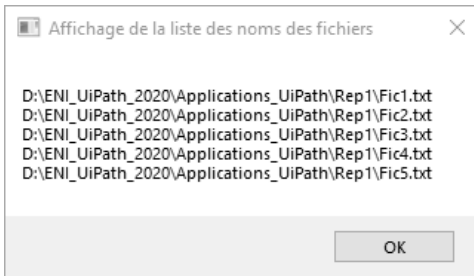 Affichage de la liste des noms des fichiers
D:\ENI_UiPath_2020\Applications_UiPath\Rep1\Fic1.txt
D:\ENI_UiPath_2020\Applications_UiPath\Rep1\Fic2.txt
D:\ENI_UiPath_2020\Applications_UiPath\Rep1\Fic3.txt
D:\ENI_UiPath_2020\Applications_UiPath\Rep1\Fic4.txt
D:\ENI_UiPath_2020\Applications_UiPath\Rep1\Fic5.txt
OK